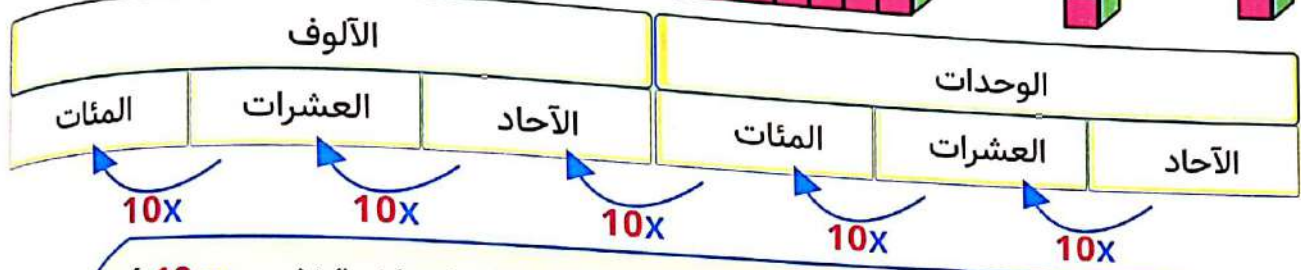 الوحدات الآلوف
الآحاد العشرات المئات الآحاد العشرات المئات
10x 10x 10x 10x 10x